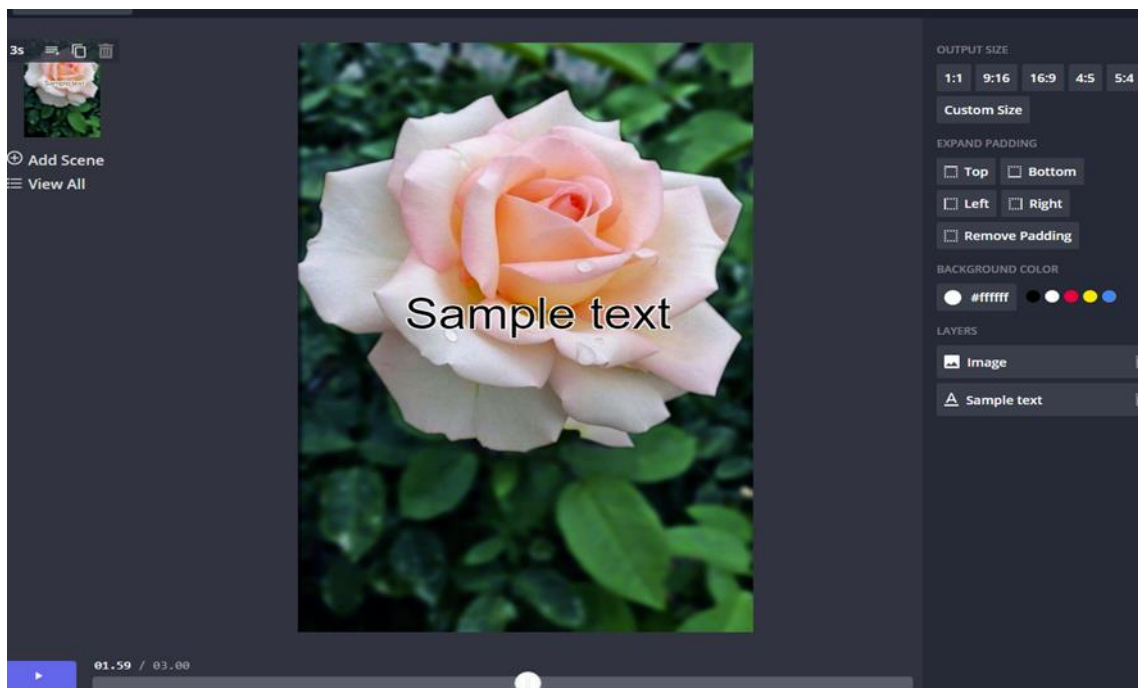 3s
Sample text
Add Scene
View All
Sample text
01.59 / 03.00
OUTPUT SIZE
1:1 9:16 16:9 4:5 5:4
Custom Size
EXPAND PADDING
Top Bottom
Left Right
Remove Padding
BACKGROUND COLOR
#ffffff
LAYERS
Image
A Sample text